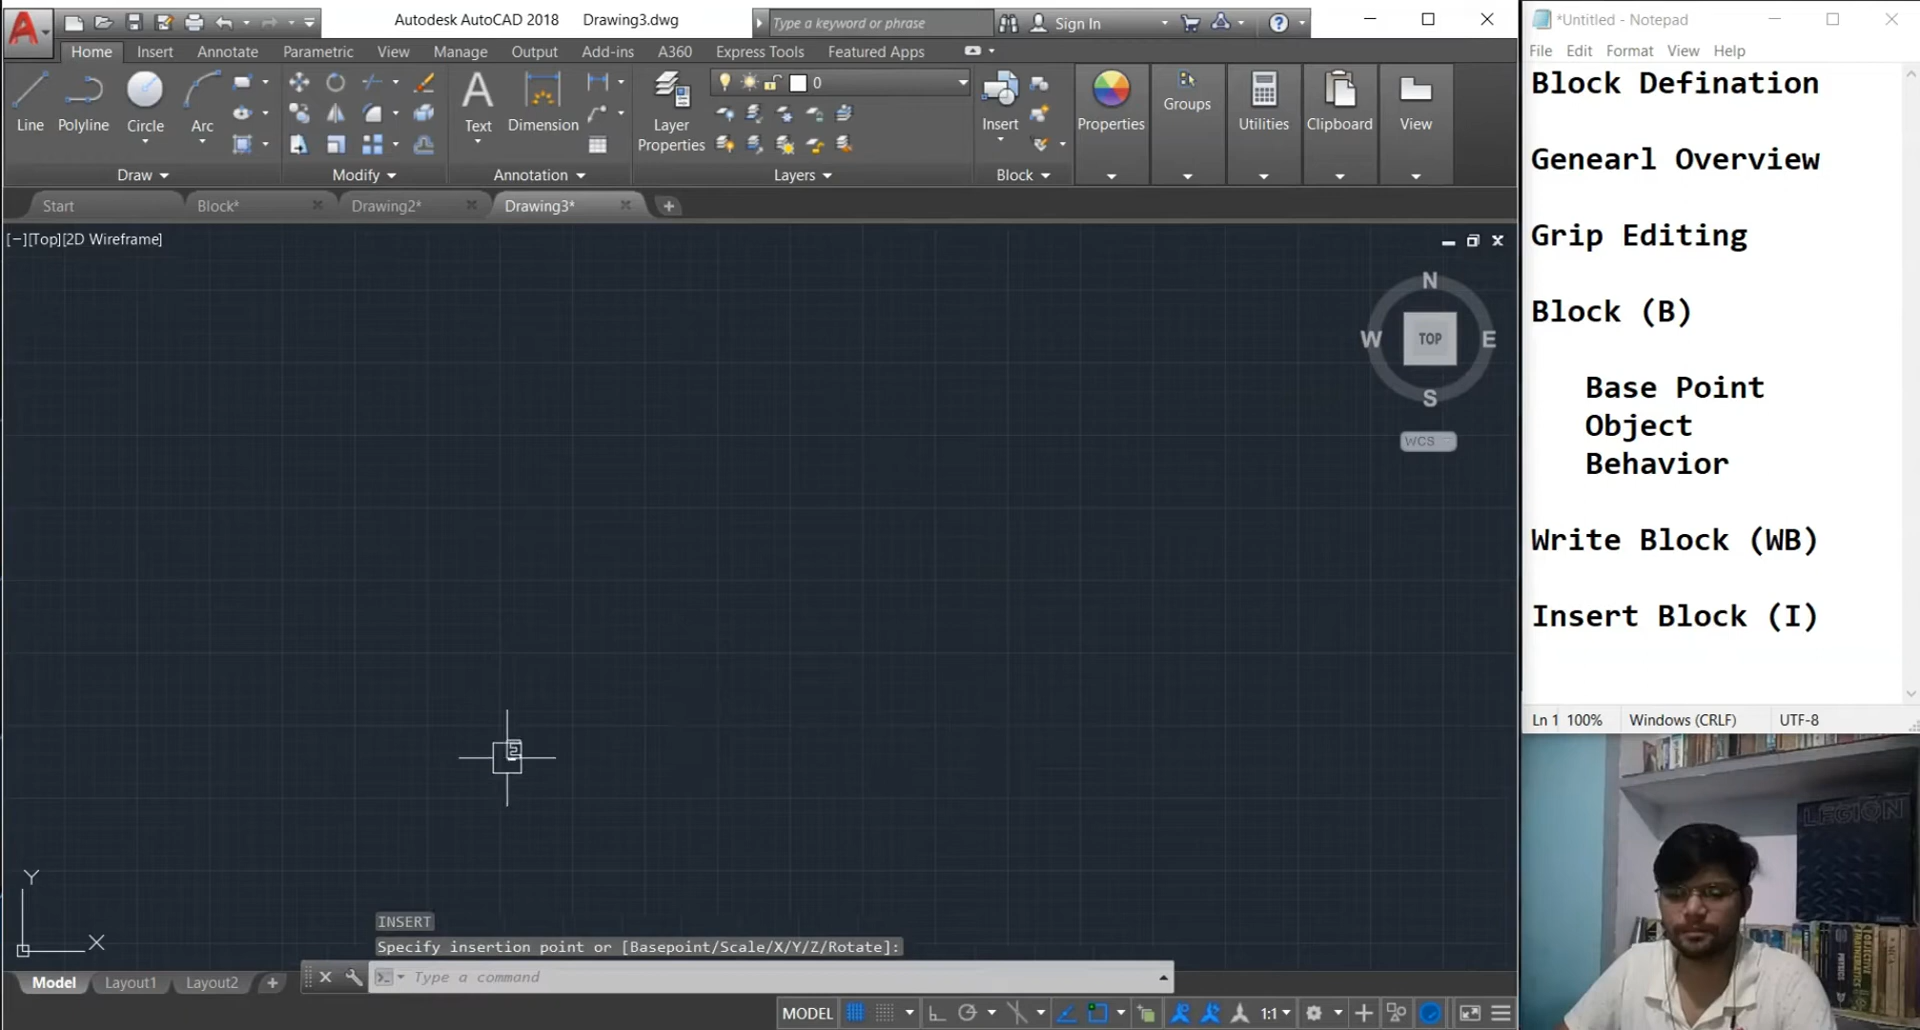 Autodesk AutoCAD 2018 Drawing3.dwg
Type a keyword or phrase
Sign In
Home Insert Annotate Parametric View Manage Output Add-ins A360 Express Tools Featured Apps
Line Polyline Circle Arc
Text Dimension
Layer
Properties
0
Insert
Properties
Groups
Utilities
Clipboard
View
Draw Modify Annotation Layers Block
Start Block* Drawing2* Drawing3*
[−][Top][2D Wireframe]
N
W TOP E
S
WCS
Y
X
INSERT
Specify insertion point or [Basepoint/Scale/X/Y/Z/Rotate]:
Type a command
Model Layout1 Layout2
MODEL
1:1
*Untitled - Notepad
File Edit Format View Help
Block Defination
Genearl Overview
Grip Editing
Block (B)
Base Point
Object
Behavior
Write Block (WB)
Insert Block (I)
Ln 1 100% Windows (CRLF) UTF-8
LEGION